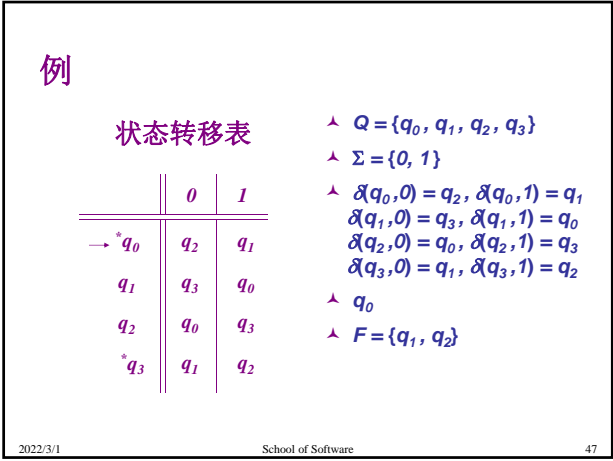 例
状态转移表
0 1
→ *q0 q2 q1
q1 q3 q0
q2 q0 q3
*q3 q1 q2
Q = {q0 , q1 , q2 , q3 }
Σ = {0, 1 }
δ(q0 ,0) = q2 , δ(q0 ,1) = q1
δ(q1 ,0) = q3 , δ(q1 ,1) = q0
δ(q2 ,0) = q0 , δ(q2 ,1) = q3
δ(q3 ,0) = q1 , δ(q3 ,1) = q2
q0
F = {q1 , q2}
2022/3/1 School of Software 47